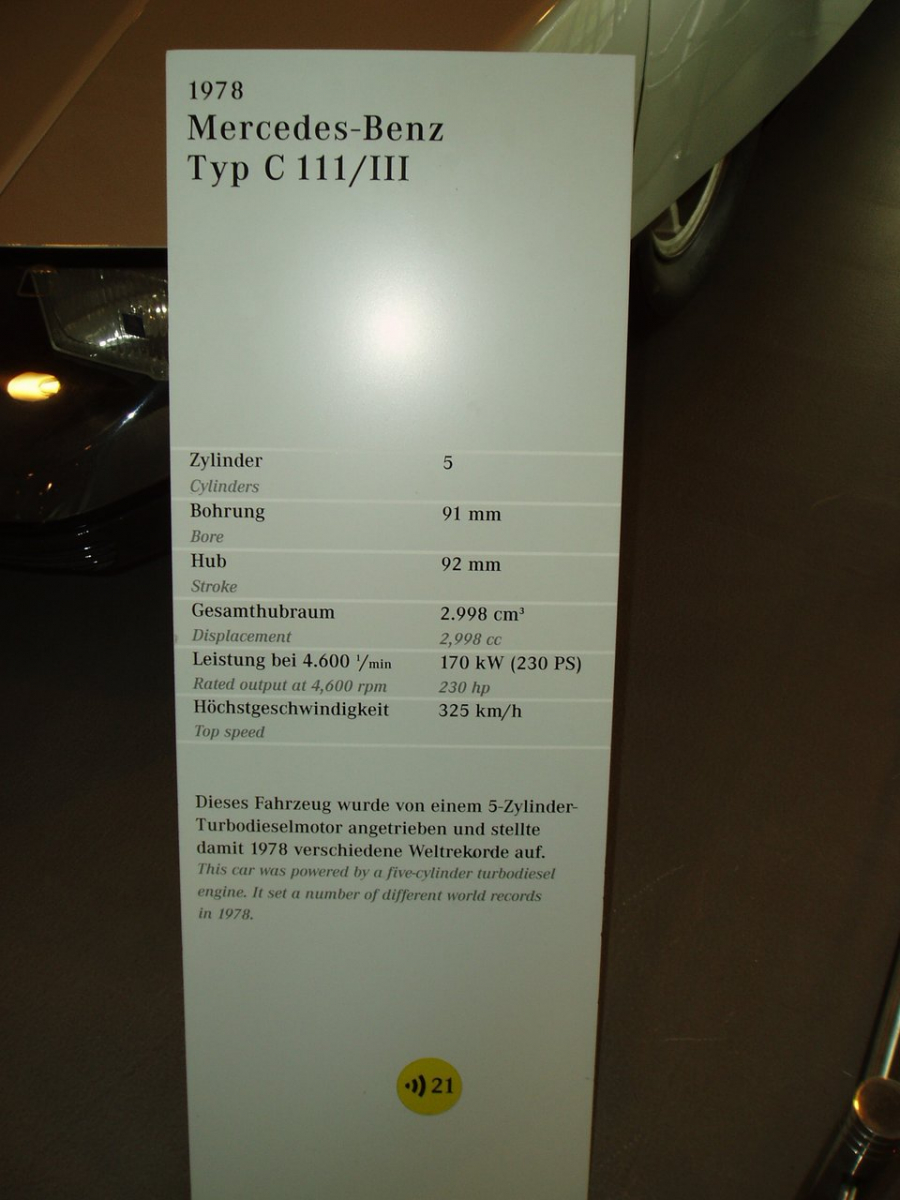 1978
Mercedes-Benz
Typ C 111/III
Zylinder 5
Cylinders
Bohrung 91 mm
Bore
Hub 92 mm
Stroke
Gesamthubraum 2.998 cm³
Displacement 2,998 cc
Leistung bei 4.600 ¹/min 170 kW (230 PS)
Rated output at 4,600 rpm 230 hp
Höchstgeschwindigkeit 325 km/h
Top speed
Dieses Fahrzeug wurde von einem 5-Zylinder-
Turbodieselmotor angetrieben und stellte
damit 1978 verschiedene Weltrekorde auf.
This car was powered by a five-cylinder turbodiesel
engine. It set a number of different world records
in 1978.
21